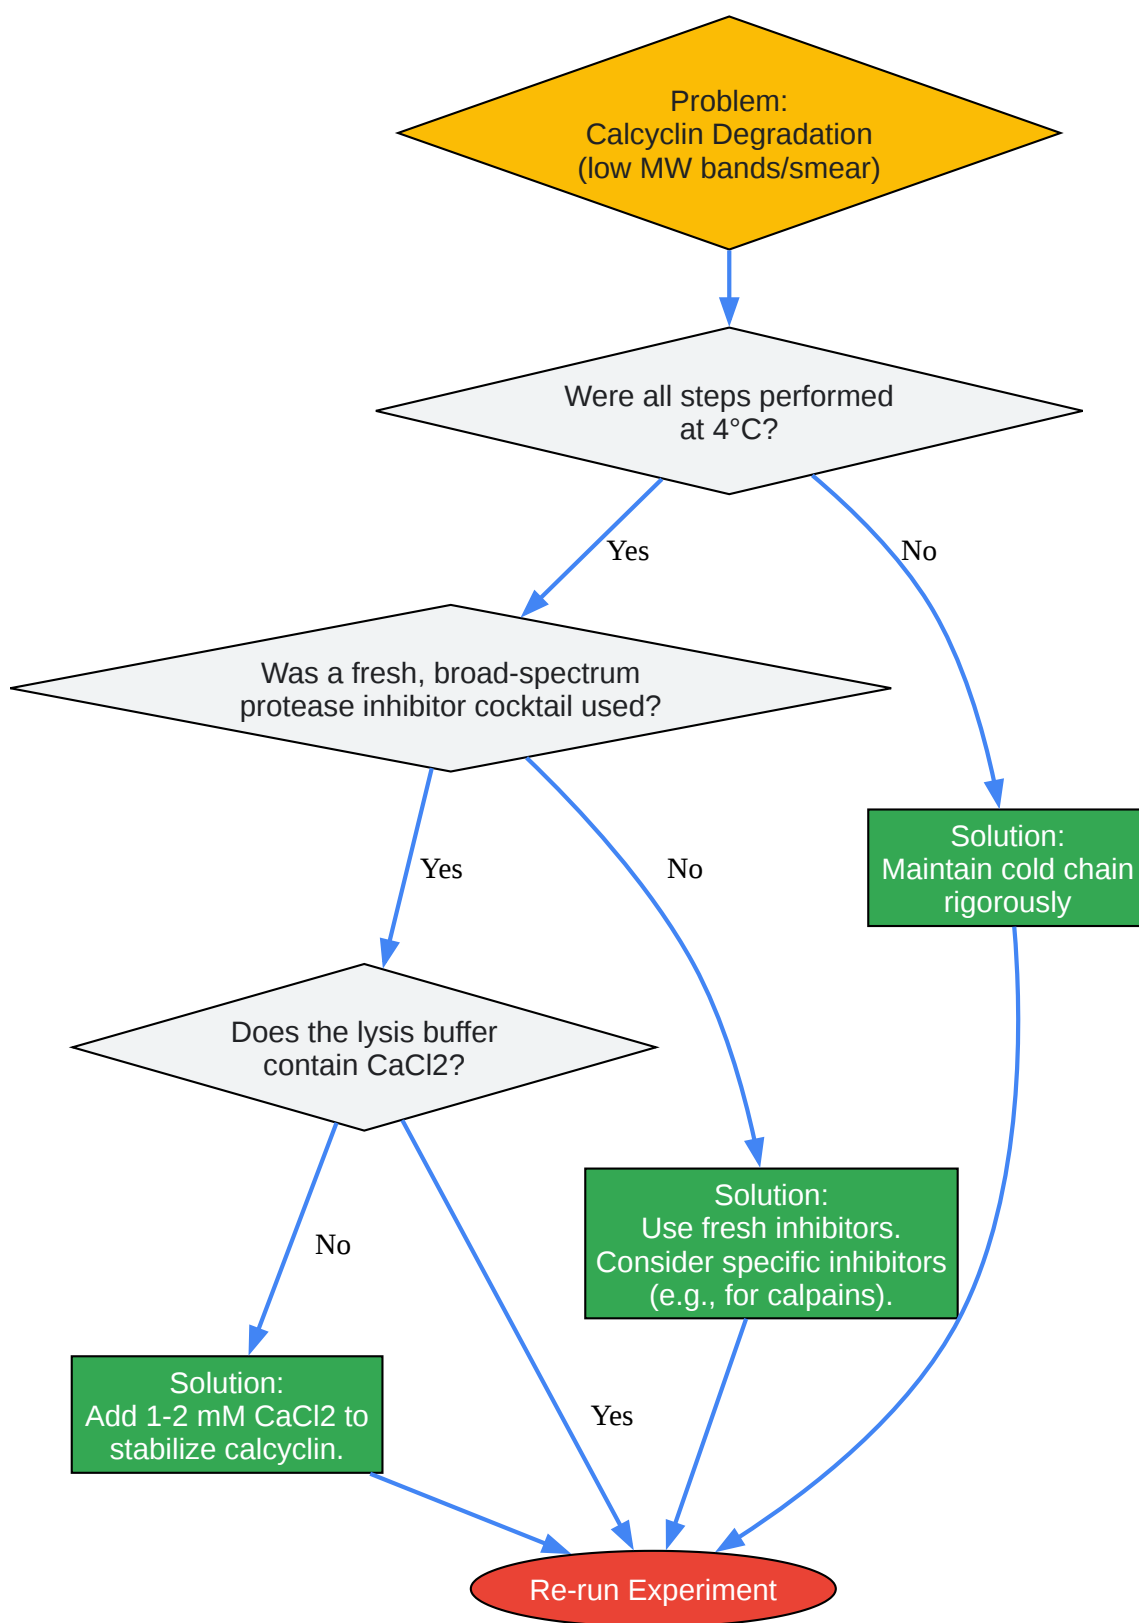 Problem:
Calcyclin Degradation
(low MW bands/smear)
Were all steps performed
at 4°C?
Yes
No
Was a fresh, broad-spectrum
protease inhibitor cocktail used?
Solution:
Maintain cold chain
rigorously
Yes
No
Does the lysis buffer
contain CaCl2?
Solution:
Use fresh inhibitors.
Consider specific inhibitors
(e.g., for calpains).
No
Yes
Solution:
Add 1-2 mM CaCl2 to
stabilize calcyclin.
Re-run Experiment